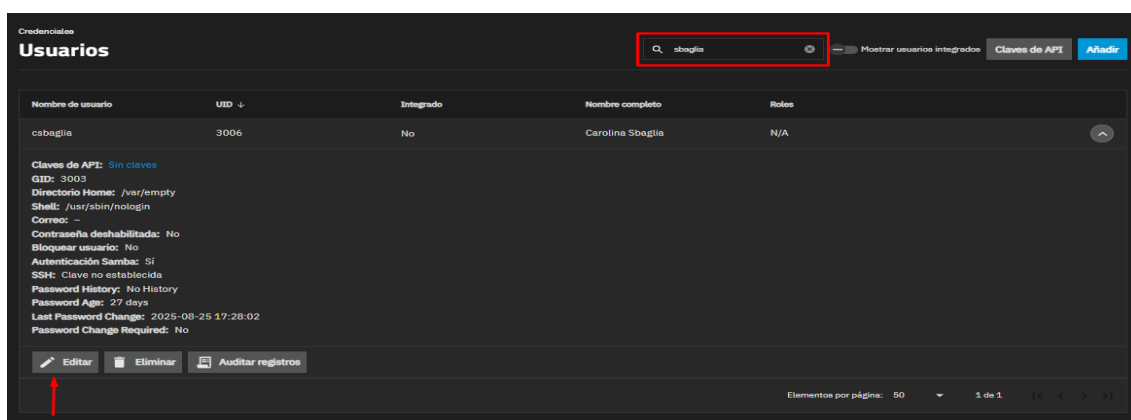 Credenciales
Usuarios
sbaglia
Mostrar usuarios integrados
Claves de API
Añadir
Nombre de usuario UID Integrado Nombre completo Roles
csbaglia 3006 No Carolina Sbaglia N/A
Claves de API: Sin claves
GID: 3003
Directorio Home: /var/empty
Shell: /usr/sbin/nologin
Correo: –
Contraseña deshabilitada: No
Bloquear usuario: No
Autenticación Samba: Sí
SSH: Clave no establecida
Password History: No History
Password Age: 27 days
Last Password Change: 2025-08-25 17:28:02
Password Change Required: No
Editar Eliminar Auditar registros
Elementos por página: 50 1 de 1